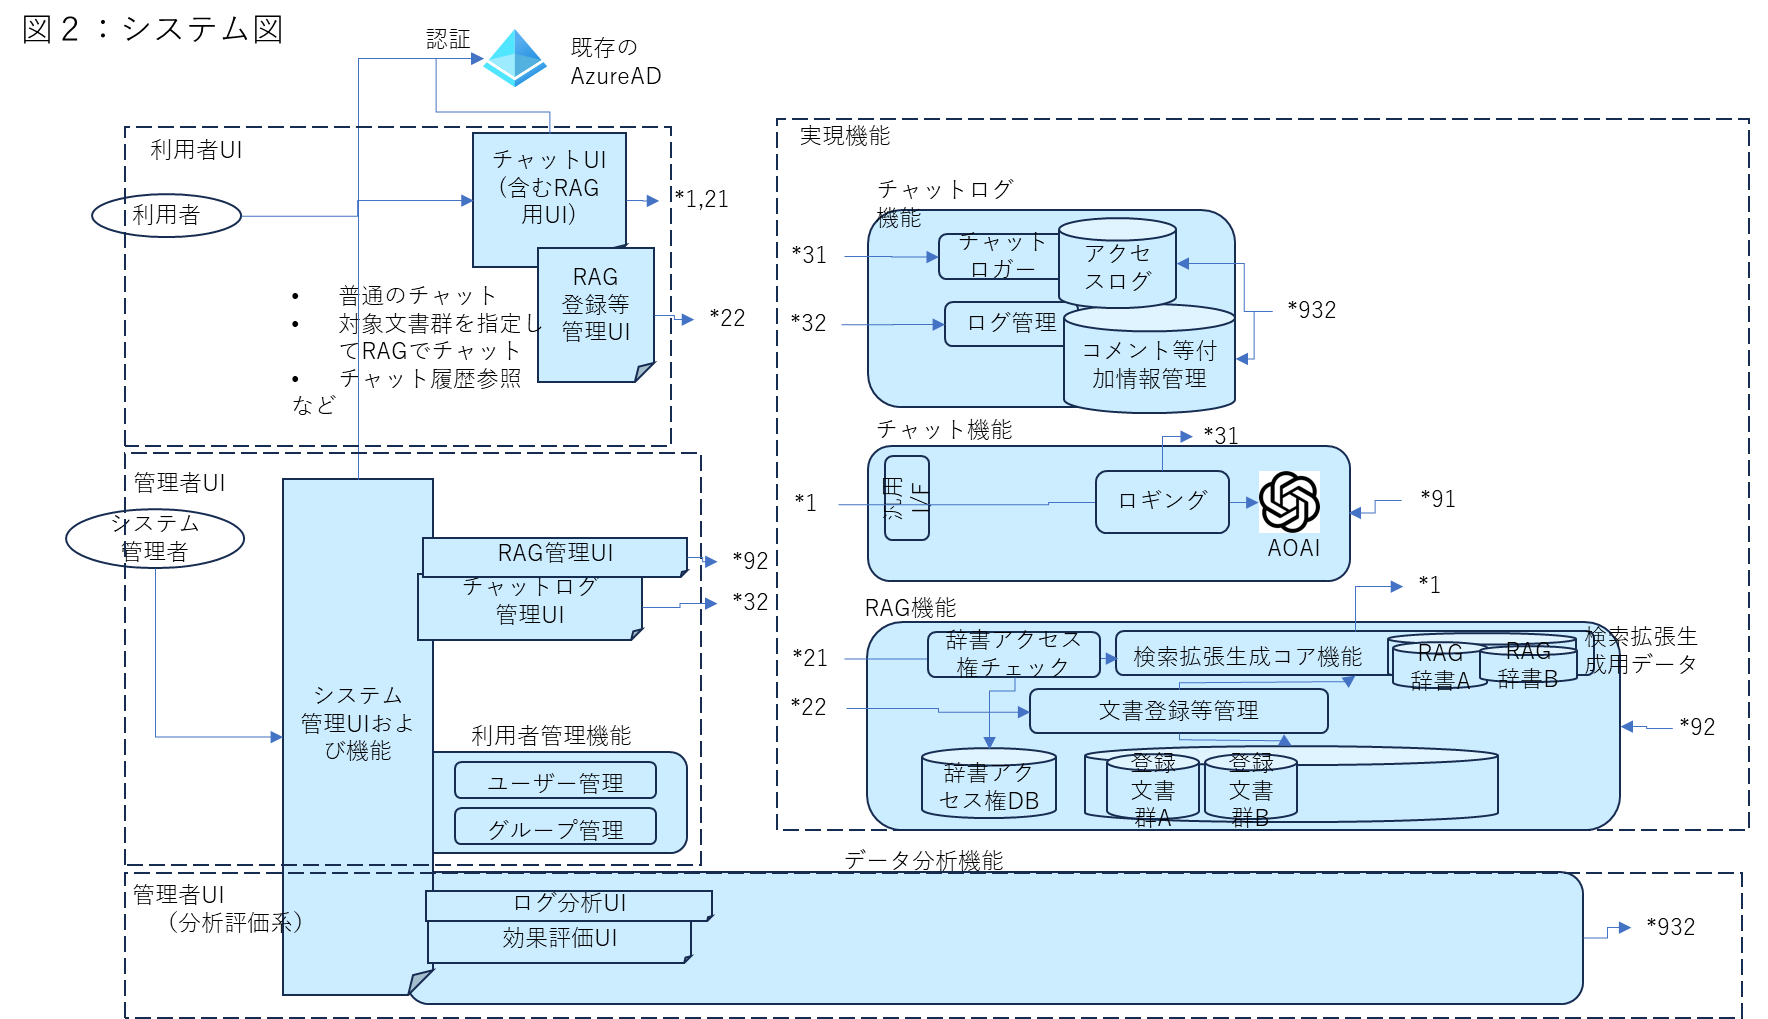 図２：システム図
認証
既存の
AzureAD
利用者UI
利用者
チャットUI
（含むRAG
用UI）
*1,21
RAG
登録等
管理UI
*22
• 普通のチャット
• 対象文書群を指定し
てRAGでチャット
• チャット履歴参照
など
管理者UI
システム
管理者
RAG管理UI
*92
チャットログ
管理UI
*32
システム
管理UIおよ
び機能
利用者管理機能
ユーザー管理
グループ管理
実現機能
チャットログ
機能
*31
チャット
ロガー
アクセ
スログ
*932
*32
ログ管理
コメント等付
加情報管理
チャット機能
*31
汎用
I/F
*1
ロギング
AOAI
*91
*1
RAG機能
*21
辞書アクセス
権チェック
検索拡張生成コア機能
RAG
辞書A
RAG
辞書B
検索拡張生
成用データ
*22
文書登録等管理
*92
辞書アク
セス権DB
登録
文書
群A
登録
文書
群B
データ分析機能
管理者UI
（分析評価系）
ログ分析UI
効果評価UI
*932